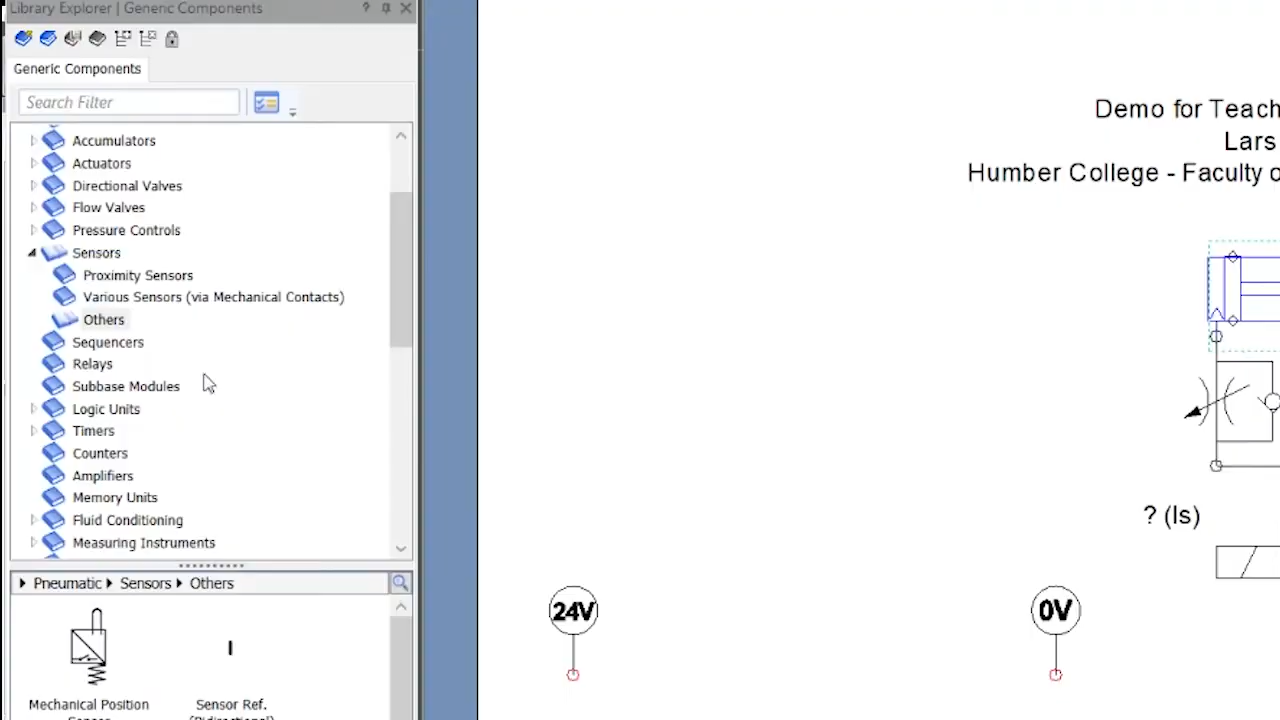 Library Explorer | Generic Components
Generic Components
Search Filter
Accumulators
Actuators
Directional Valves
Flow Valves
Pressure Controls
Sensors
Proximity Sensors
Various Sensors (via Mechanical Contacts)
Others
Sequencers
Relays
Subbase Modules
Logic Units
Timers
Counters
Amplifiers
Memory Units
Fluid Conditioning
Measuring Instruments
Pneumatic Sensors Others
Mechanical Position
Sensor
Sensor Ref.
(Bidirectional)
Demo for Teach
Lars
Humber College - Faculty o
? (ls)
24V
0V